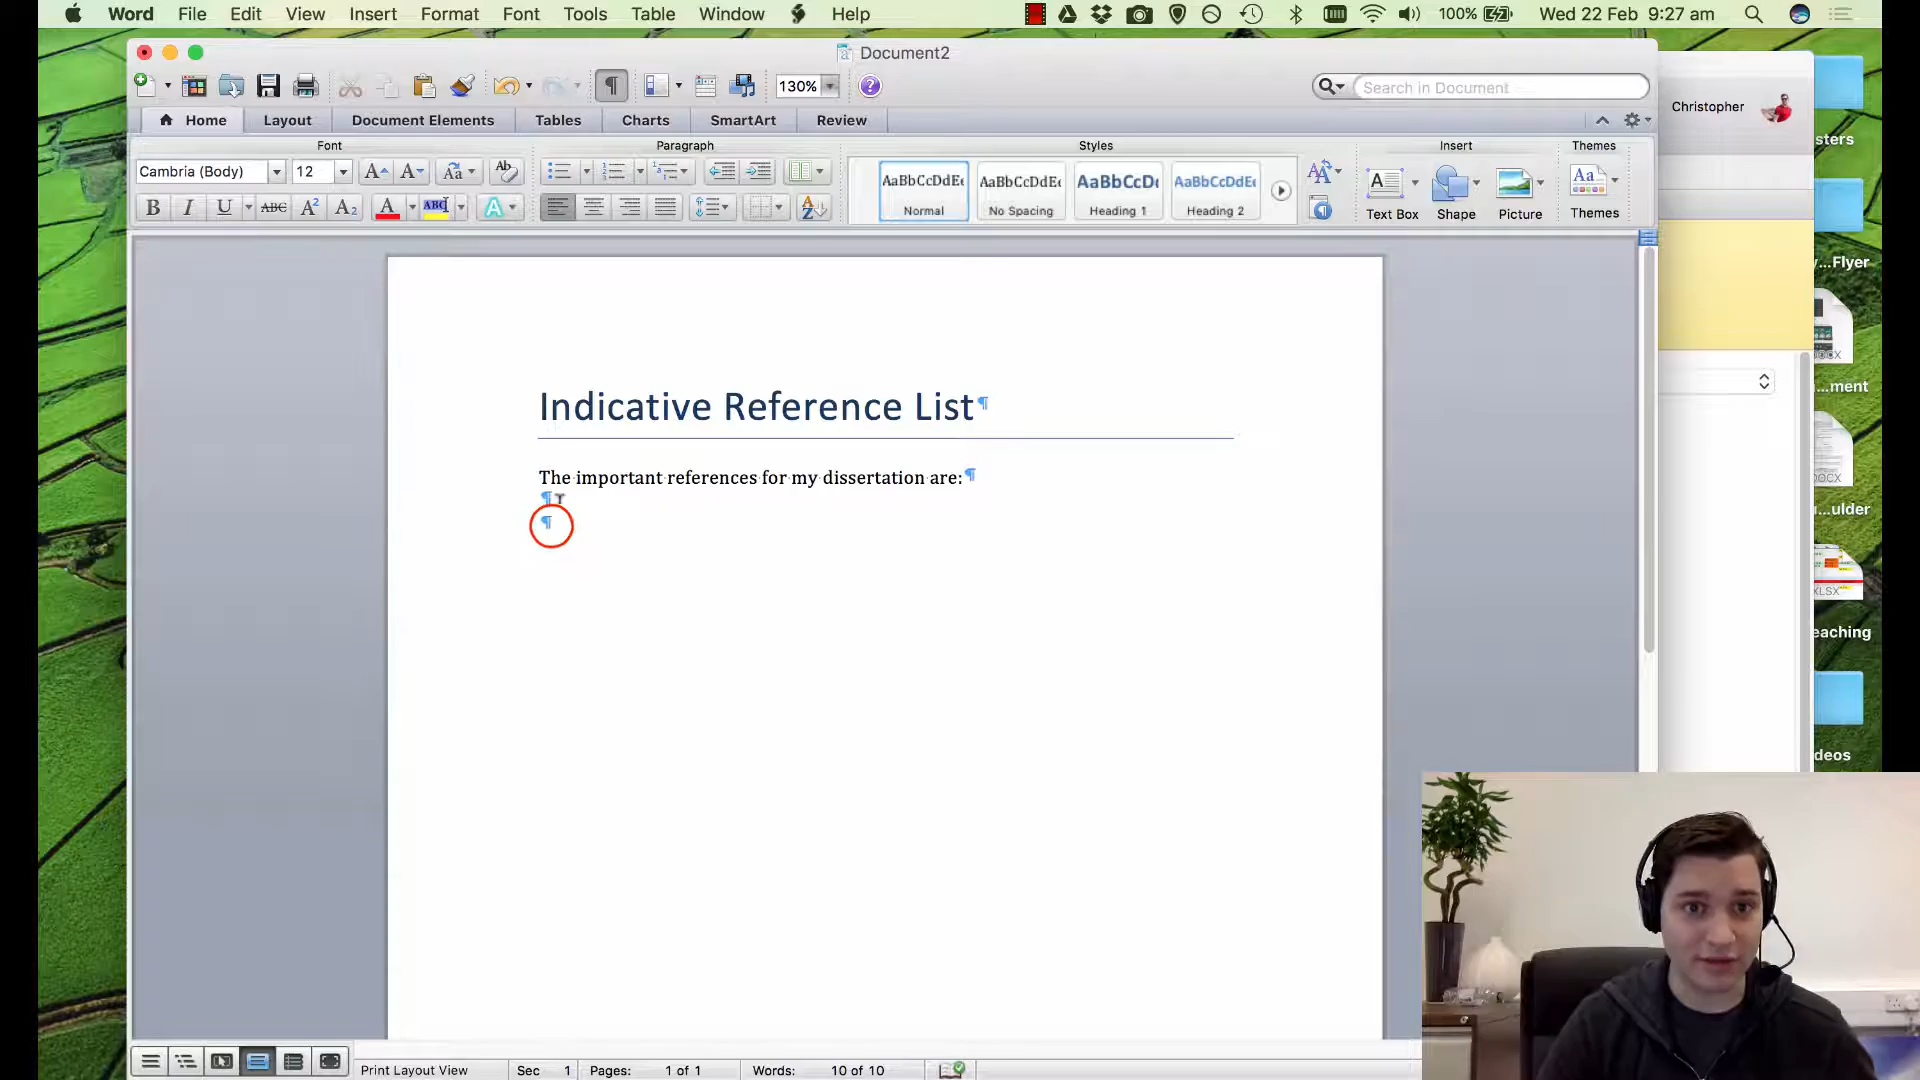 Word File Edit View Insert Format Font Tools Table Window Help 100% Wed 22 Feb 9:27 am
Document2
130% Search in Document
Christopher
Home Layout Document Elements Tables Charts SmartArt Review
Font Paragraph Styles Insert Themes
Cambria (Body) 12
AaBbCcDdEe AaBbCcDdEe AaBbCcDc AaBbCcDdEe
Normal No Spacing Heading 1 Heading 2
Text Box Shape Picture Themes
Indicative Reference List¶
The important references for my dissertation are:¶
¶
¶
sters
...Flyer
DOCX
...ment
DOCX
...ulder
XLSX
eaching
deos
Print Layout View Sec 1 Pages: 1 of 1 Words: 10 of 10